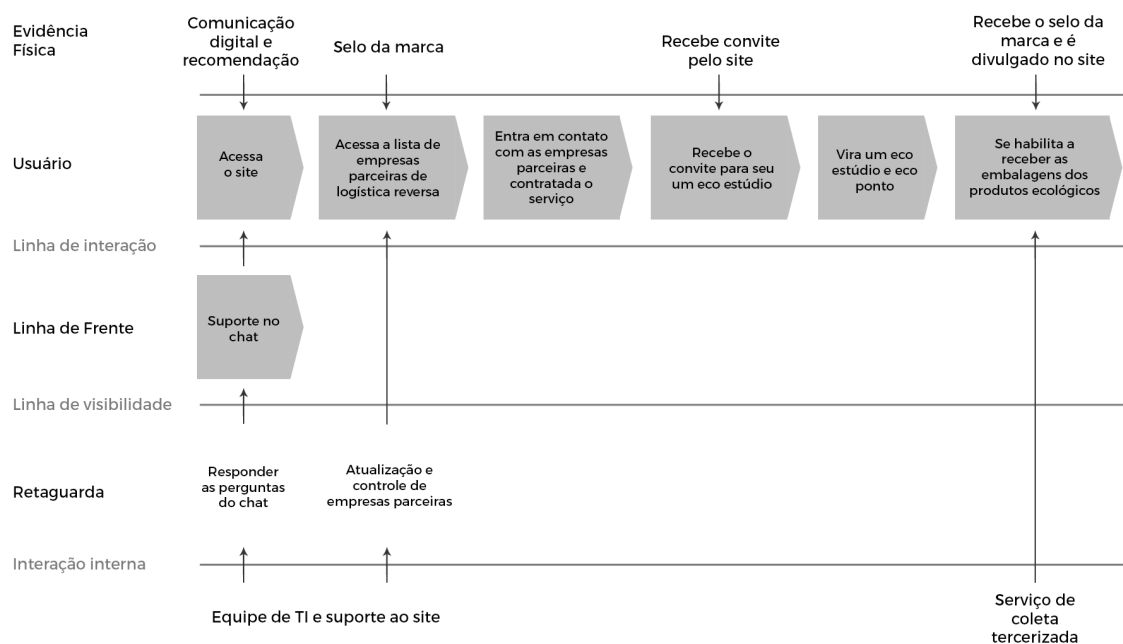 Evidência
Física
Comunicação
digital e
recomendação
Selo da marca
Recebe convite
pelo site
Recebe o selo da
marca e é
divulgado no site
Usuário
Acessa
o site
Acessa a lista de
empresas
parceiras de
logística reversa
Entra em contato
com as empresas
parceiras e
contratada o
serviço
Recebe o
convite para seu
um eco estúdio
Vira um eco
estúdio e eco
ponto
Se habilita a
receber as
embalagens dos
produtos ecológicos
Linha de interação
Linha de Frente
Suporte no
chat
Linha de visibilidade
Retaguarda
Responder
as perguntas
do chat
Atualização e
controle de
empresas parceiras
Interação interna
Equipe de TI e suporte ao site
Serviço de
coleta
tercerizada